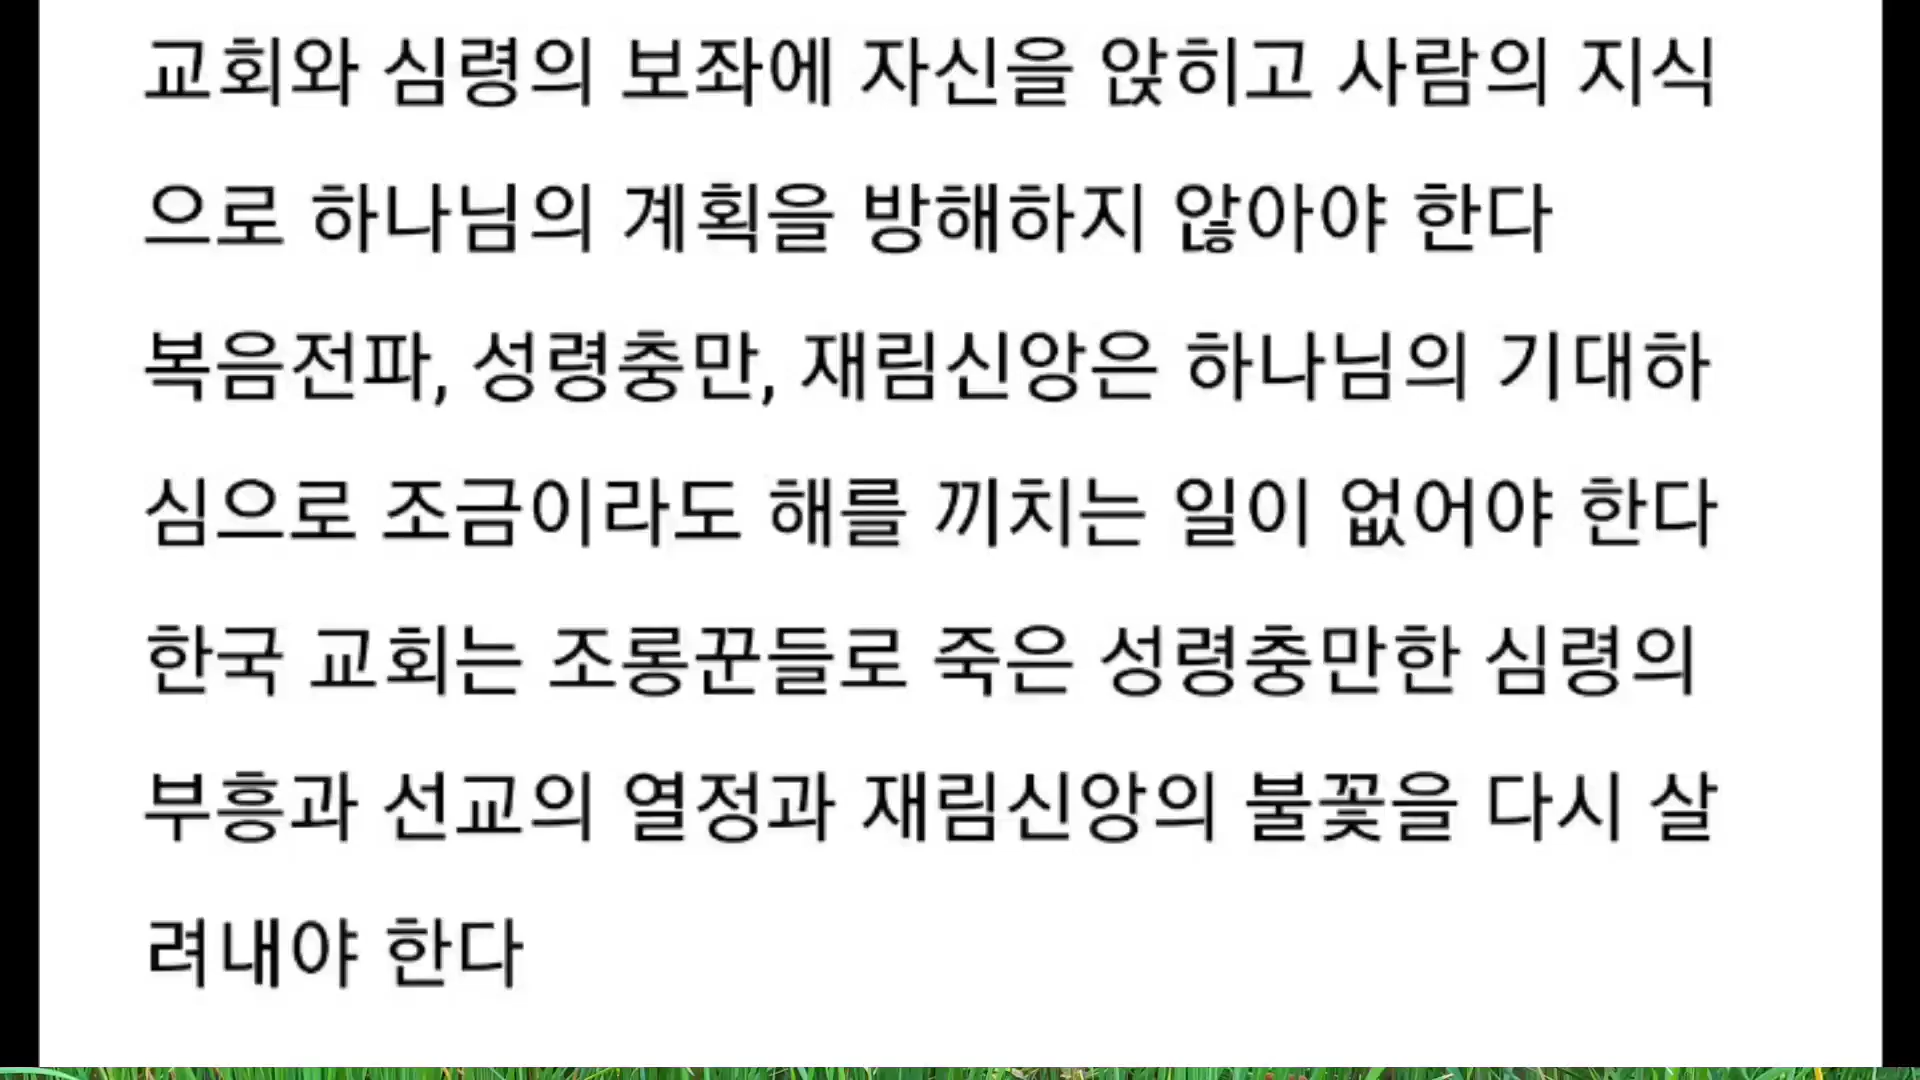 교회와 심령의 보좌에 자신을 앉히고 사람의 지식
으로 하나님의 계획을 방해하지 않아야 한다
복음전파, 성령충만, 재림신앙은 하나님의 기대하
심으로 조금이라도 해를 끼치는 일이 없어야 한다
한국 교회는 조롱꾼들로 죽은 성령충만한 심령의
부흥과 선교의 열정과 재림신앙의 불꽃을 다시 살
려내야 한다